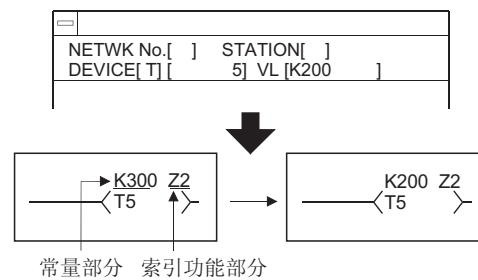 NETWK No.[ ] STATION[ ]
DEVICE[ T] [ 5] VL [K200 ]
K300 Z2
T5
K200 Z2
T5
常量部分 索引功能部分